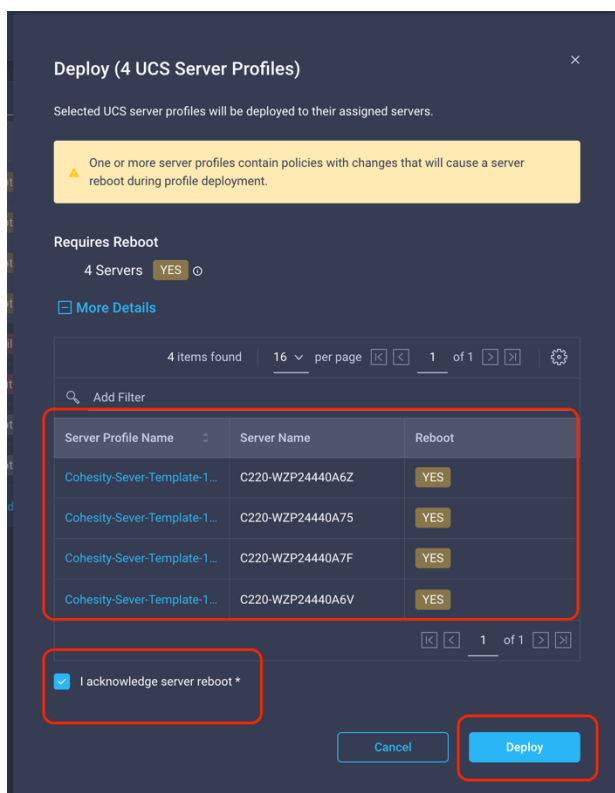 Deploy (4 UCS Server Profiles)
Selected UCS server profiles will be deployed to their assigned servers.
One or more server profiles contain policies with changes that will cause a server
reboot during profile deployment.
Requires Reboot
4 Servers YES
More Details
4 items found 16 per page 1 of 1
Add Filter
Server Profile Name Server Name Reboot
Cohesity-Sever-Template-1... C220-WZP24440A6Z YES
Cohesity-Sever-Template-1... C220-WZP24440A75 YES
Cohesity-Sever-Template-1... C220-WZP24440A7F YES
Cohesity-Sever-Template-1... C220-WZP24440A6V YES
1 of 1
I acknowledge server reboot *
Cancel Deploy